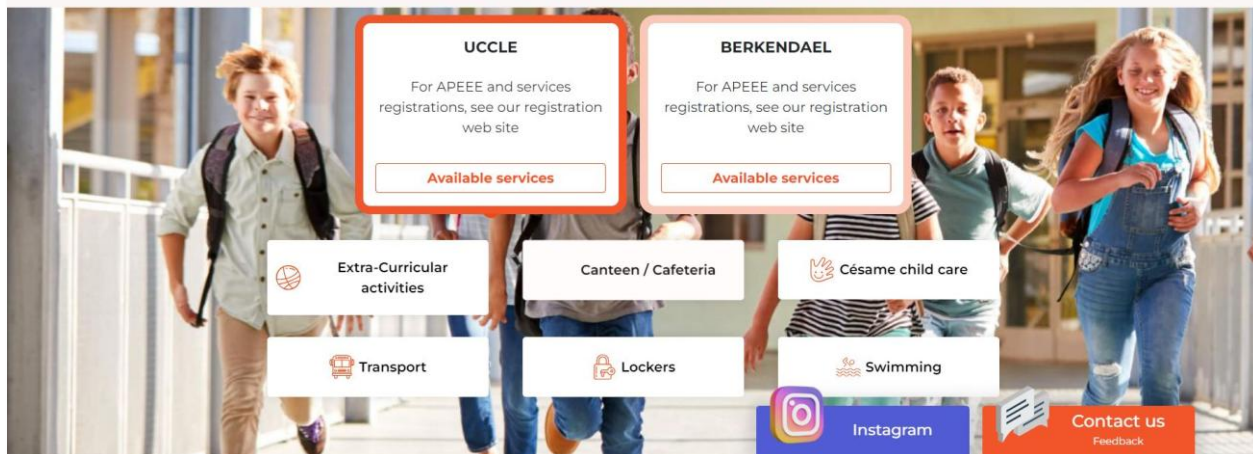 UCCLE
For APEEE and services
registrations, see our registration
web site
Available services
BERKENDAEL
For APEEE and services
registrations, see our registration
web site
Available services
Extra-Curricular
activities
Canteen / Cafeteria
Césame child care
Transport
Lockers
Swimming
Instagram
Contact us
Feedback